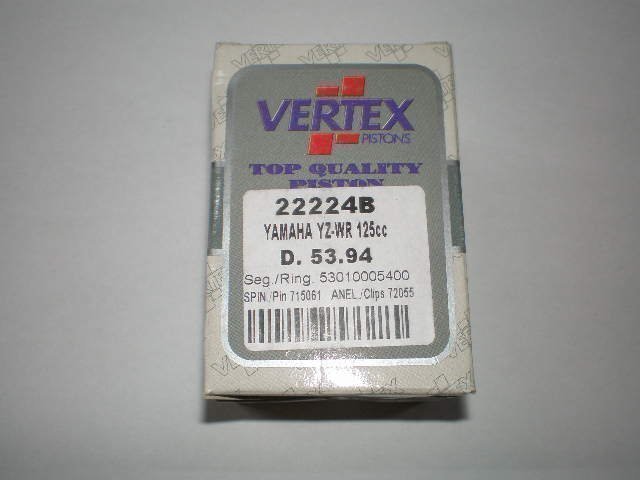 VERTEX
PISTONS
TOP QUALITY
PISTON
22224B
YAMAHA YZ-WR 125cc
D. 53.94
Seg./Ring. 53010005400
SPIN./Pin 715061 ANEL./Clips 72055